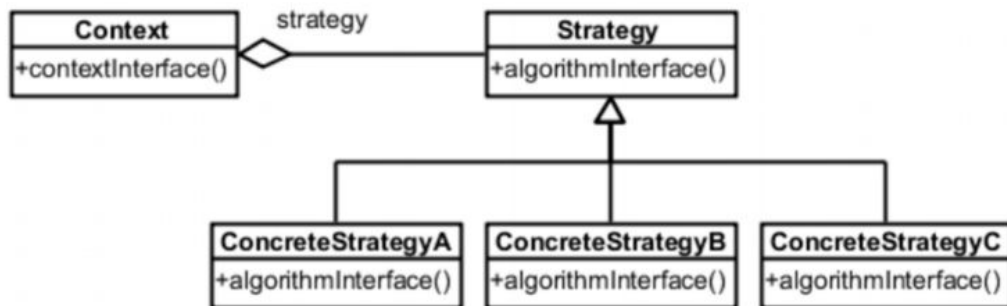 Context
+contextInterface()
strategy
Strategy
+algorithmInterface()
ConcreteStrategyA
+algorithmInterface()
ConcreteStrategyB
+algorithmInterface()
ConcreteStrategyC
+algorithmInterface()